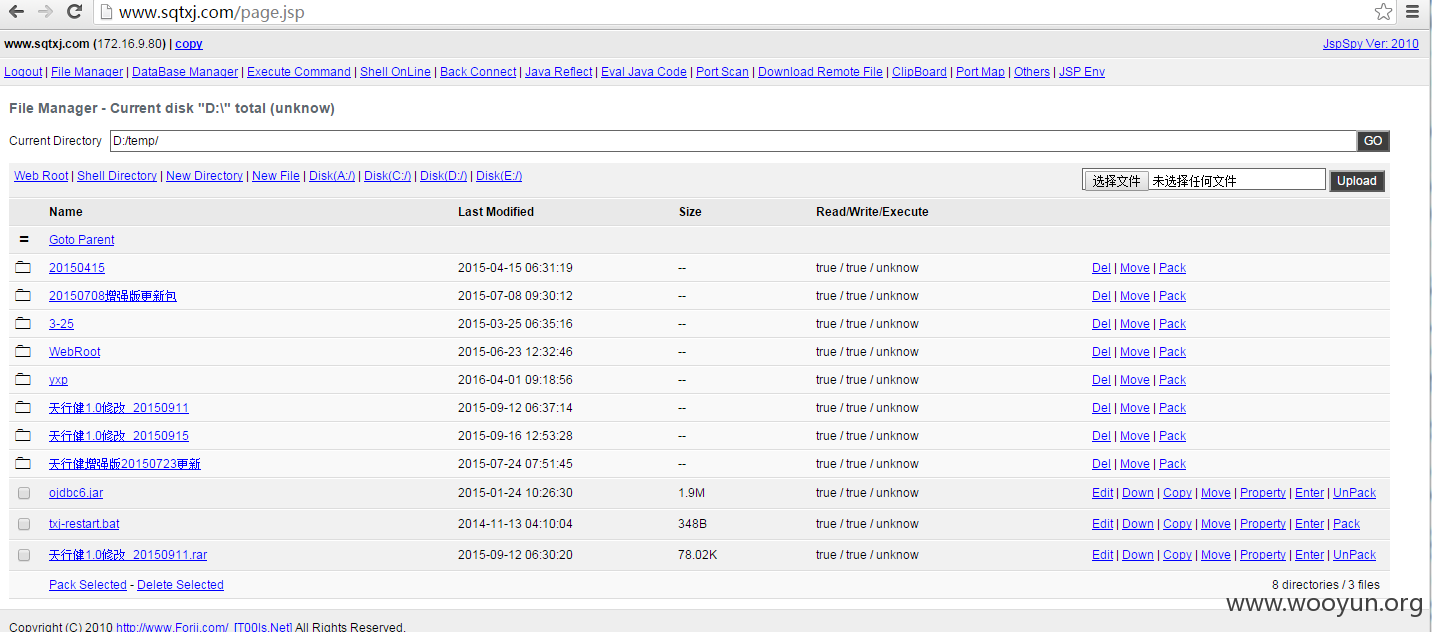 www.sqtxj.com/page.jsp
www.sqtxj.com (172.16.9.80) | copy JspSpy Ver: 2010
Logout | File Manager | DataBase Manager | Execute Command | Shell OnLine | Back Connect | Java Reflect | Eval Java Code | Port Scan | Download Remote File | ClipBoard | Port Map | Others | JSP Env
File Manager - Current disk "D:\" total (unknow)
Current Directory D:/temp/ GO
Web Root | Shell Directory | New Directory | New File | Disk(A:/) | Disk(C:/) | Disk(D:/) | Disk(E:/) 选择文件 未选择任何文件 Upload
Name Last Modified Size Read/Write/Execute
= Goto Parent
20150415 2015-04-15 06:31:19 -- true / true / unknow Del | Move | Pack
20150708增强版更新包 2015-07-08 09:30:12 -- true / true / unknow Del | Move | Pack
3-25 2015-03-25 06:35:16 -- true / true / unknow Del | Move | Pack
WebRoot 2015-06-23 12:32:46 -- true / true / unknow Del | Move | Pack
yxp 2016-04-01 09:18:56 -- true / true / unknow Del | Move | Pack
天行健1.0修改_20150911 2015-09-12 06:37:14 -- true / true / unknow Del | Move | Pack
天行健1.0修改_20150915 2015-09-16 12:53:28 -- true / true / unknow Del | Move | Pack
天行健增强版20150723更新 2015-07-24 07:51:45 -- true / true / unknow Del | Move | Pack
ojdbc6.jar 2015-01-24 10:26:30 1.9M true / true / unknow Edit | Down | Copy | Move | Property | Enter | UnPack
txj-restart.bat 2014-11-13 04:10:04 348B true / true / unknow Edit | Down | Copy | Move | Property | Enter | Pack
天行健1.0修改_20150911.rar 2015-09-12 06:30:20 78.02K true / true / unknow Edit | Down | Copy | Move | Property | Enter | UnPack
Pack Selected - Delete Selected 8 directories / 3 files
www.wooyun.org
Copyright (C) 2010 http://www.Forjj.com/ [T00ls.Net] All Rights Reserved.